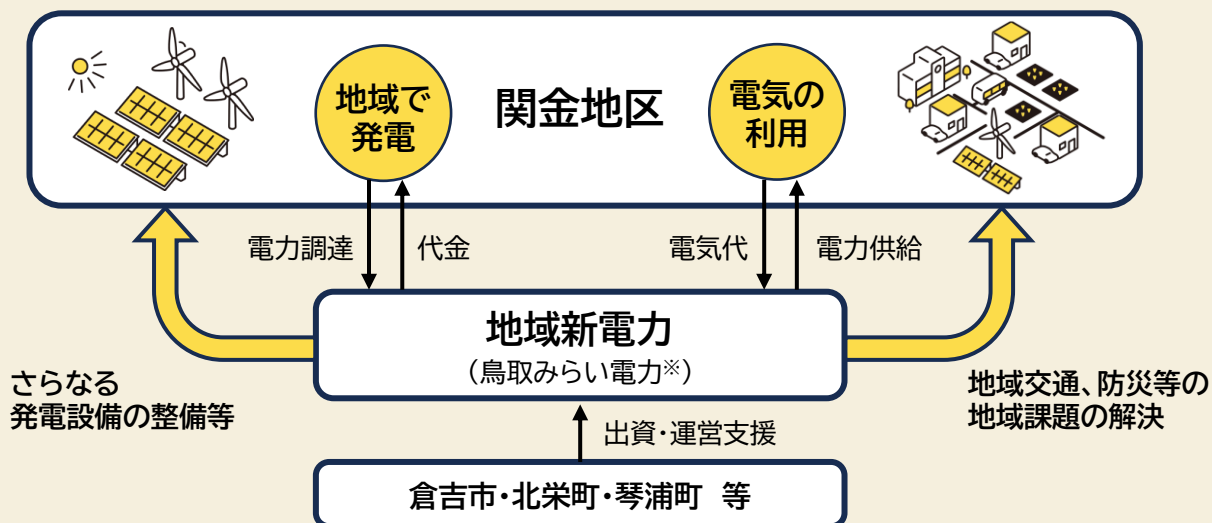 地域で
発電
関金地区
電気の
利用
電力調達
代金
電気代
電力供給
地域新電力
(鳥取みらい電力※)
さらなる
発電設備の整備等
地域交通、防災等の
地域課題の解決
出資・運営支援
倉吉市・北栄町・琴浦町 等